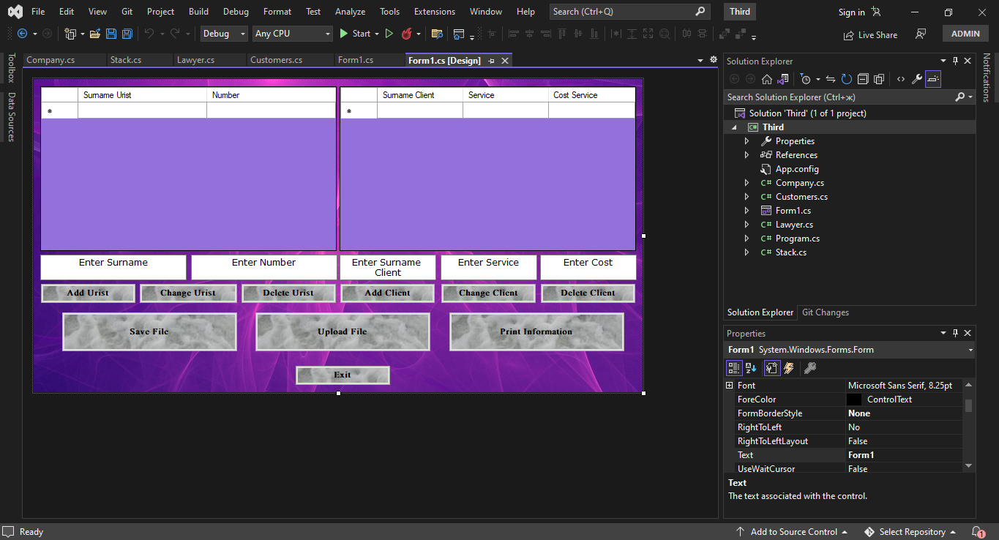 File Edit View Git Project Build Debug Format Test Analyze Tools Extensions Window Help Search (Ctrl+Q) Third Sign in
Debug Any CPU Start Live Share ADMIN
Toolbox
Data Sources
Company.cs Stack.cs Lawyer.cs Customers.cs Form1.cs Form1.cs [Design]
Surname Urist Number Surname Client Service Cost Service
Enter Surname Enter Number Enter Surname Client Enter Service Enter Cost
Add Urist Change Urist Delete Urist Add Client Change Client Delete Client
Save File Upload File Print Information
Exit
Solution Explorer
Search Solution Explorer (Ctrl+ж)
Solution 'Third' (1 of 1 project)
C# Third
Properties
References
App.config
C# Company.cs
C# Customers.cs
Form1.cs
C# Lawyer.cs
C# Program.cs
C# Stack.cs
Solution Explorer Git Changes
Properties
Form1 System.Windows.Forms.Form
Font Microsoft Sans Serif, 8.25pt
ForeColor ControlText
FormBorderStyle None
RightToLeft No
RightToLeftLayout False
Text Form1
UseWaitCursor False
Text
The text associated with the control.
Notifications
Ready Add to Source Control Select Repository 1